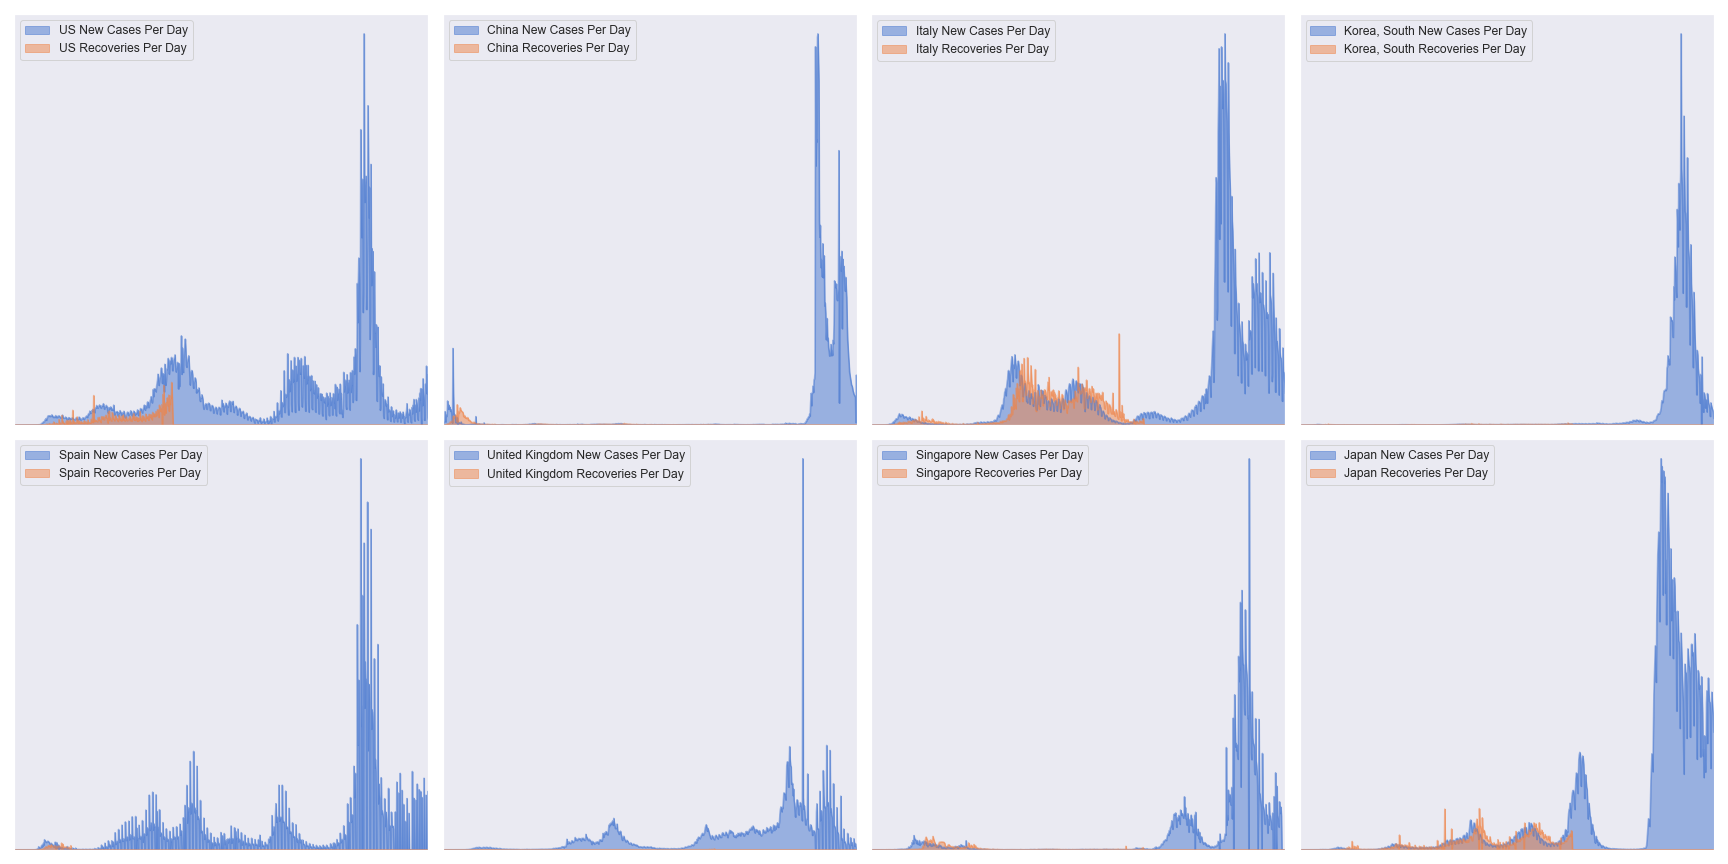 US New Cases Per Day
US Recoveries Per Day
China New Cases Per Day
China Recoveries Per Day
Italy New Cases Per Day
Italy Recoveries Per Day
Korea, South New Cases Per Day
Korea, South Recoveries Per Day
Spain New Cases Per Day
Spain Recoveries Per Day
United Kingdom New Cases Per Day
United Kingdom Recoveries Per Day
Singapore New Cases Per Day
Singapore Recoveries Per Day
Japan New Cases Per Day
Japan Recoveries Per Day